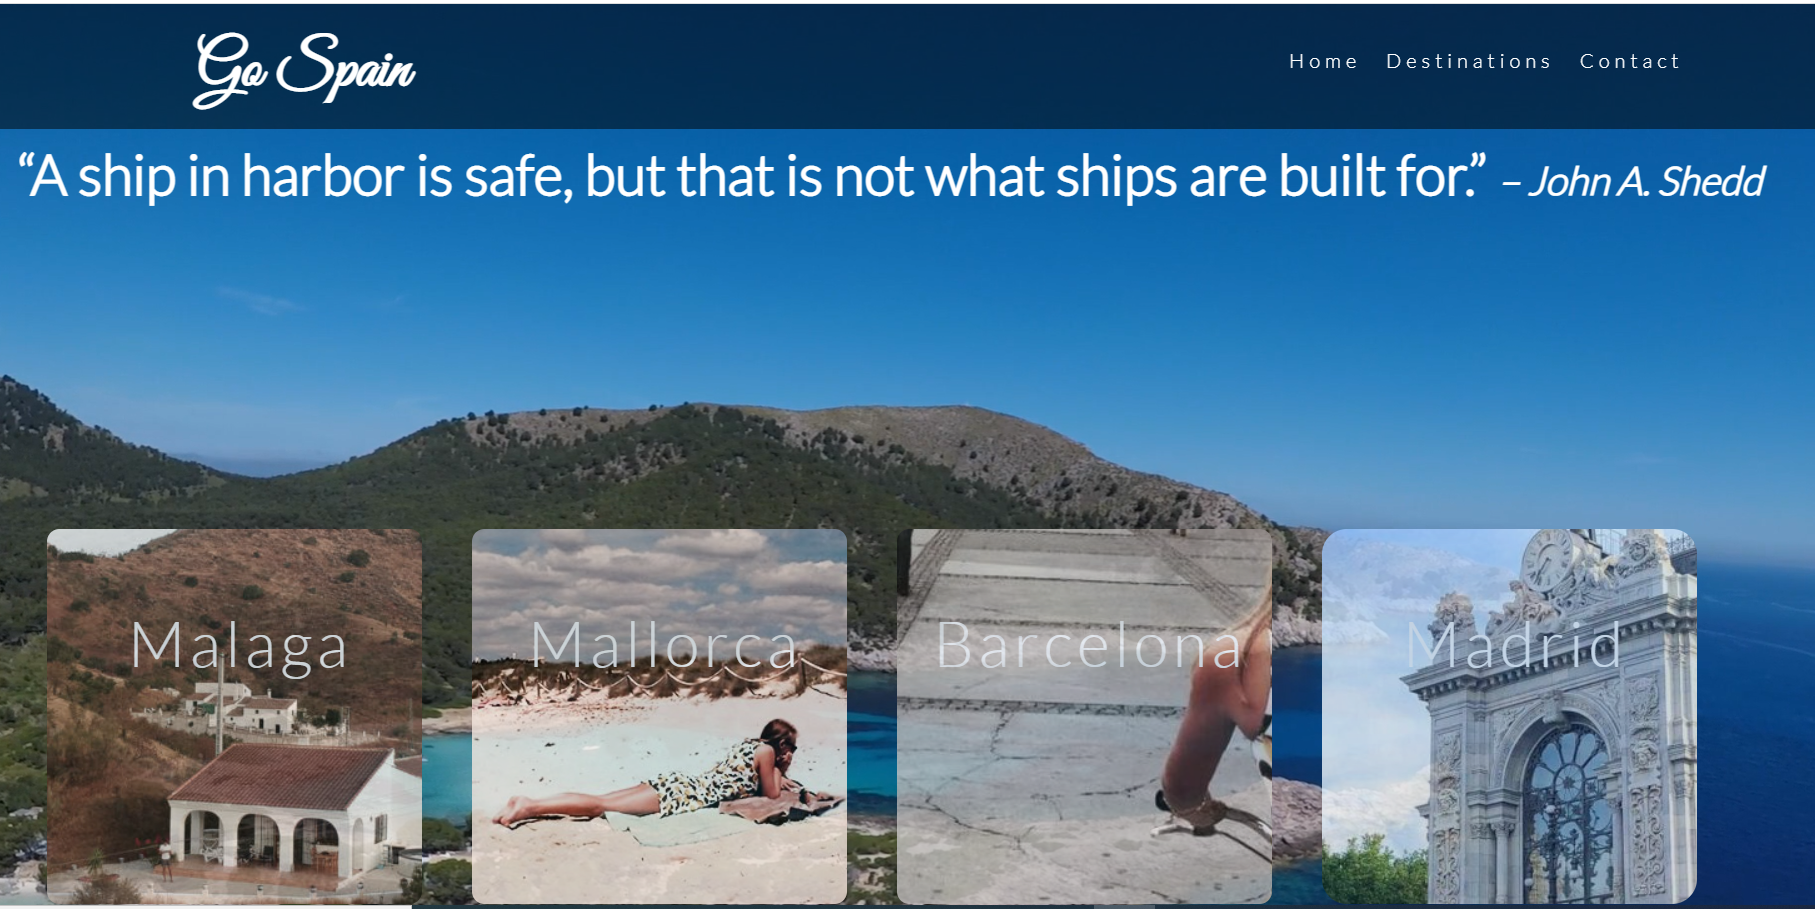 Go Spain
Home Destinations Contact
“A ship in harbor is safe, but that is not what ships are built for.” – John A. Shedd
Malaga
Mallorca
Barcelona
Madrid